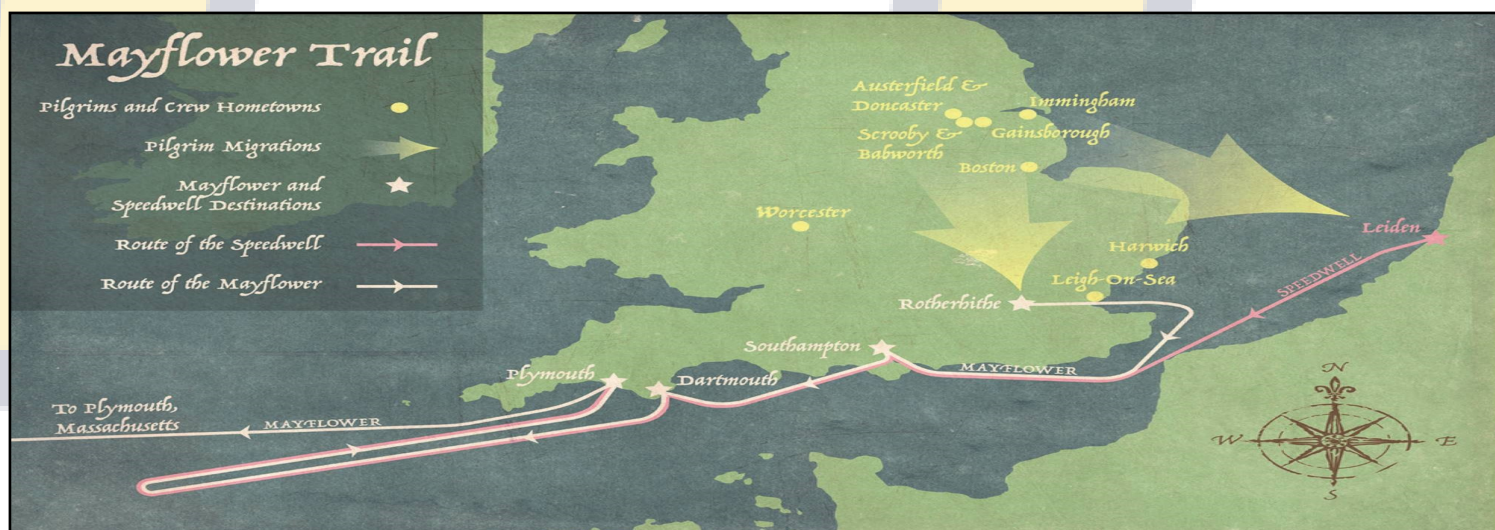 Mayflower Trail
Pilgrims and Crew Hometowns
Pilgrim Migrations
Mayflower and
Speedwell Destinations
Route of the Speedwell
Route of the Mayflower
Austerfield &
Doncaster
Immingham
Scrooby &
Babworth
Gainsborough
Boston
Worcester
Leiden
Harwich
Leigh-On-Sea
SPEEDWELL
Rotherhithe
Southampton
MAYFLOWER
Plymouth
Dartmouth
To Plymouth,
Massachusetts
MAYFLOWER
N
W
E
S